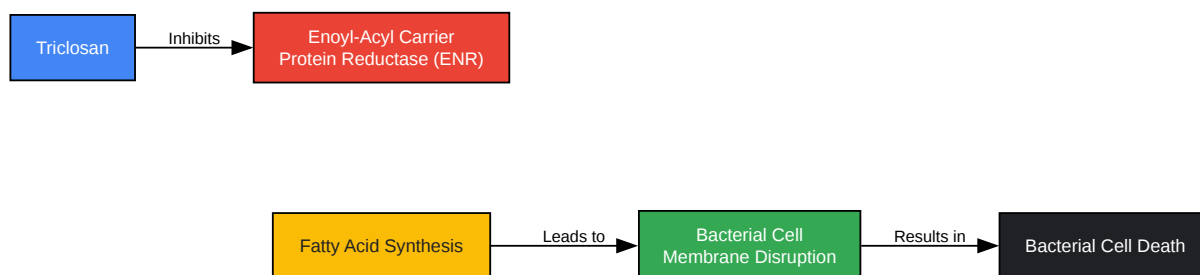 Triclosan
Inhibits
Enoyl-Acyl Carrier
Protein Reductase (ENR)
Fatty Acid Synthesis
Leads to
Bacterial Cell
Membrane Disruption
Results in
Bacterial Cell Death